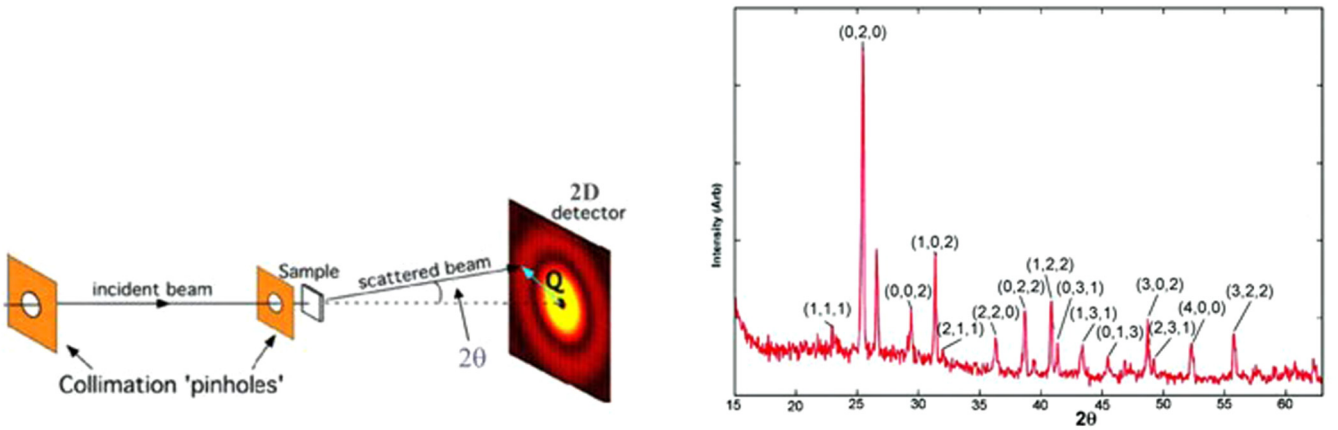 2D
detector
Sample
scattered beam
Q
incident beam
2θ
Collimation 'pinholes'
(0,2,0)
(1,0,2)
(1,2,2)
(0,0,2)
(0,2,2)
(0,3,1)
(3,0,2)
(1,1,1)
(2,2,0)
(1,3,1)
(4,0,0)
(3,2,2)
(2,1,1)
(0,1,3)
(2,3,1)
Intensity (Arb)
15 20 25 30 35 40 45 50 55 60
2θ